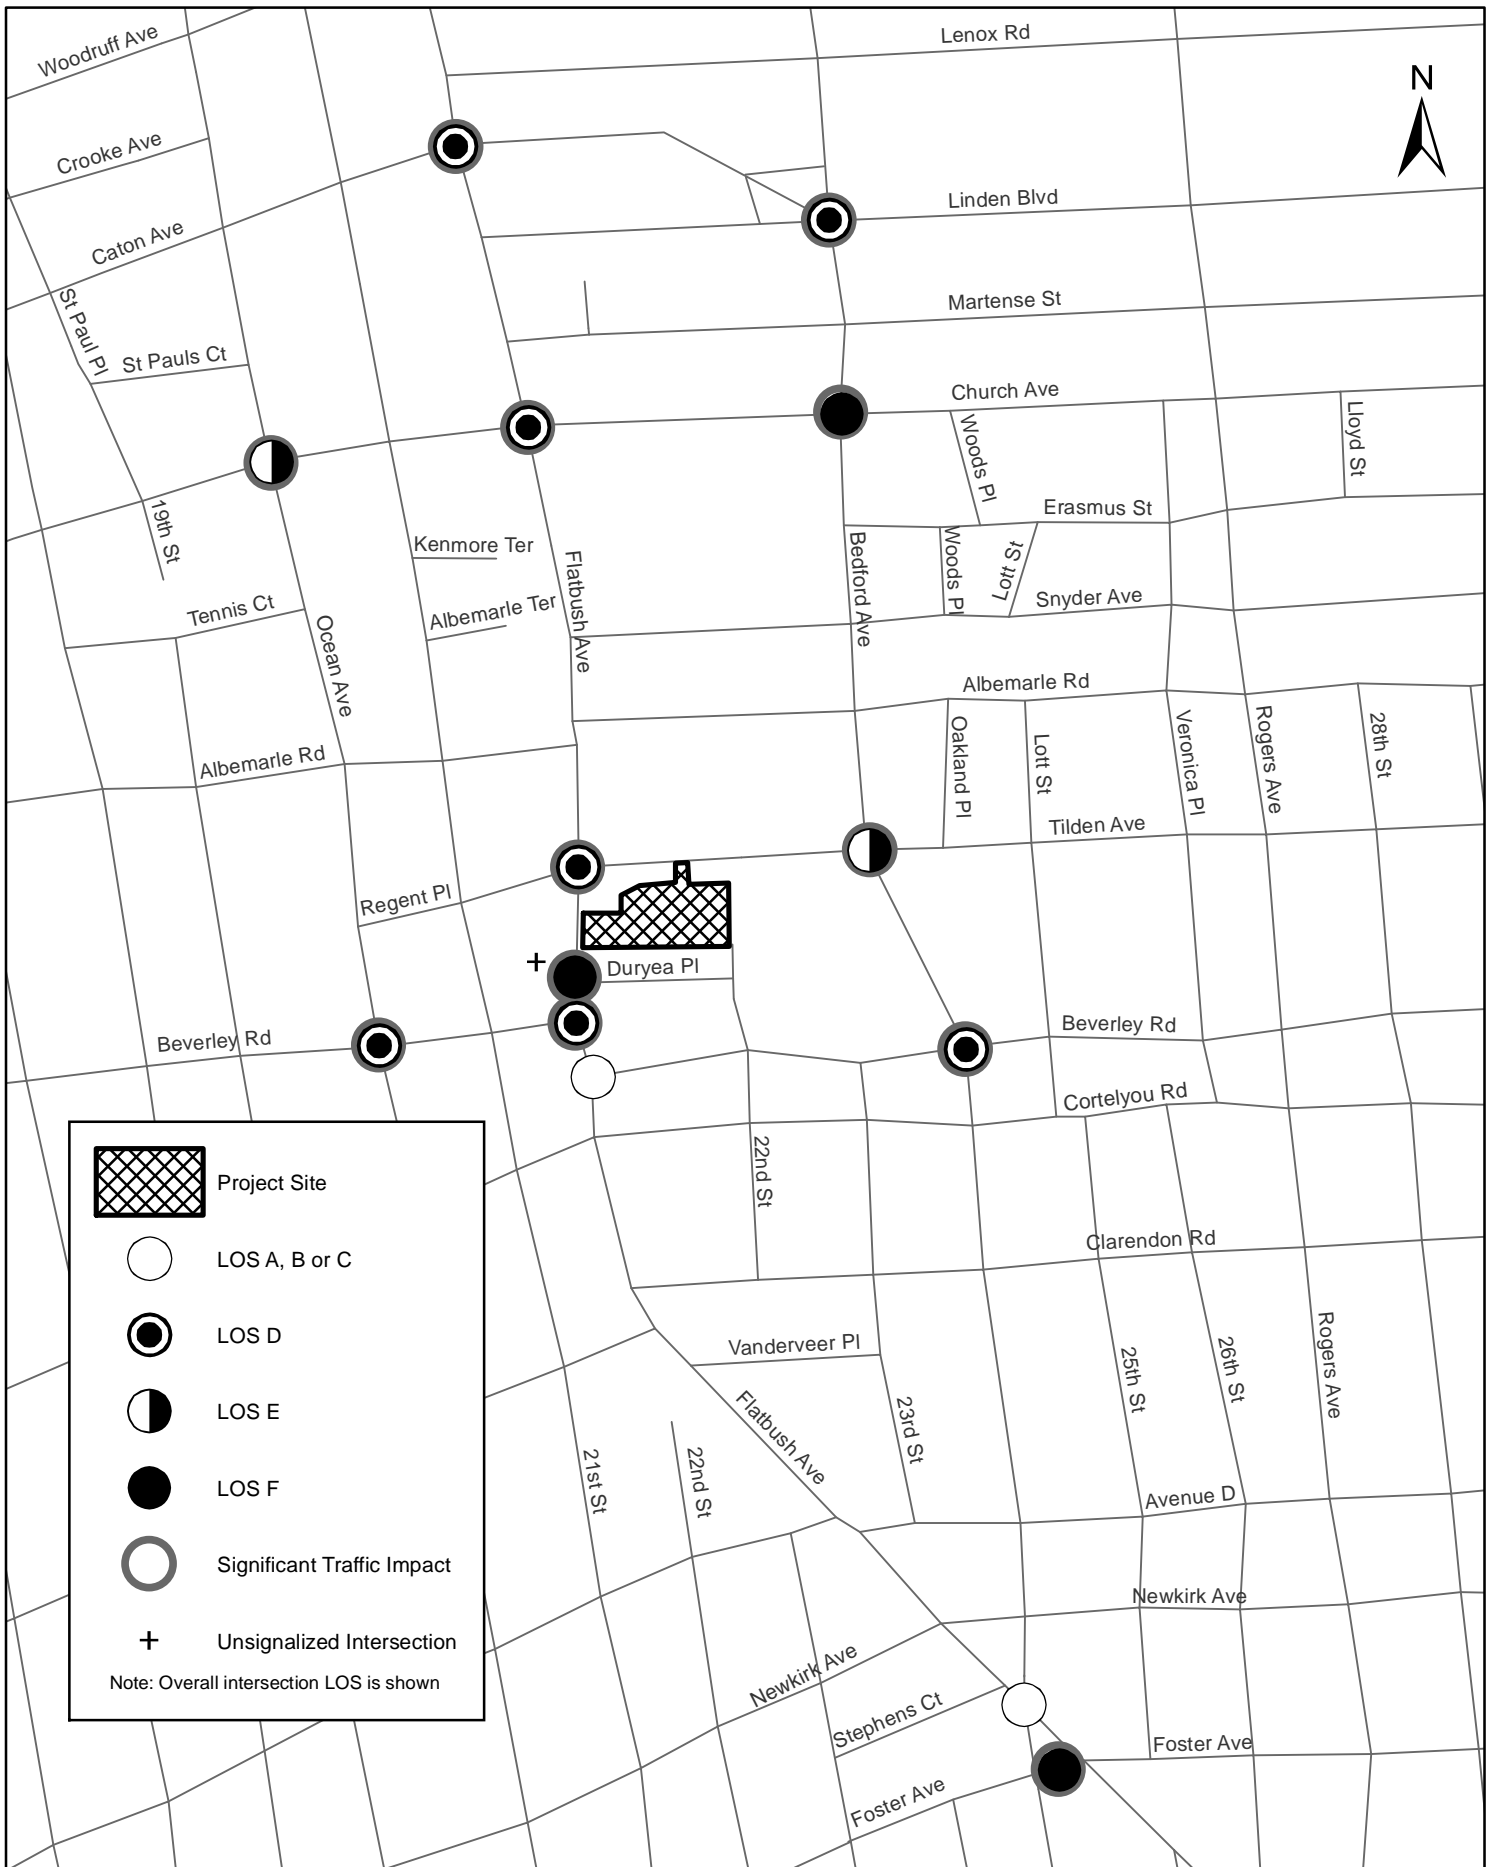 Lenox Rd
Woodruff Ave
N
Crooke Ave
Linden Blvd
Caton Ave
Martense St
St Paul Pl
St Pauls Ct
Church Ave
Lloyd St
Woods Pl
Erasmus St
19th St
Kenmore Ter
Flatbush Ave
Bedford Ave
Woods Pl
Lott St
Snyder Ave
Tennis Ct
Albemarle Ter
Ocean Ave
Albemarle Rd
Oakland Pl
Lott St
Veronica Pl
Rogers Ave
28th St
Albemarle Rd
Tilden Ave
Regent Pl
+
Duryea Pl
Beverley Rd
Beverley Rd
Cortelyou Rd
22nd St
Clarendon Rd
Vanderveer Pl
25th St
26th St
Rogers Ave
Flatbush Ave
23rd St
21st St
22nd St
Avenue D
Newkirk Ave
Newkirk Ave
Stephens Ct
Foster Ave
Foster Ave
Project Site
LOS A, B or C
LOS D
LOS E
LOS F
Significant Traffic Impact
+ Unsignalized Intersection
Note: Overall intersection LOS is shown